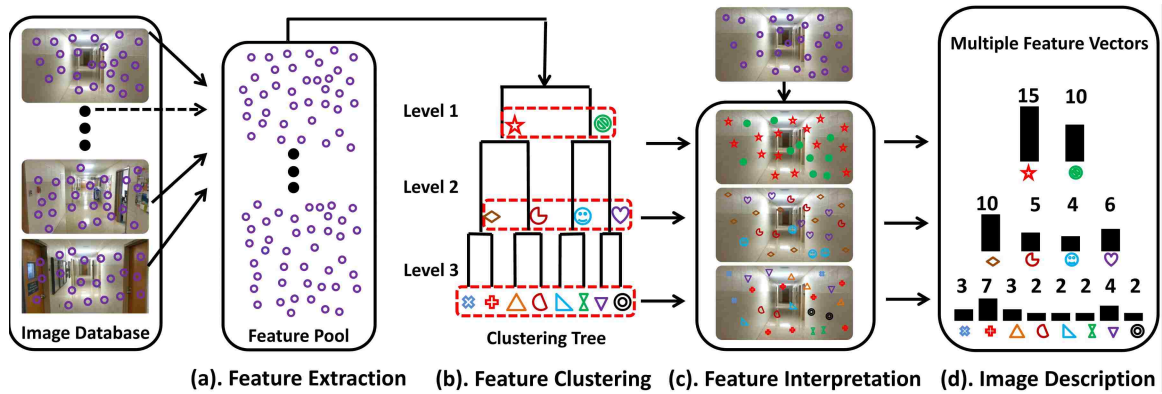 Image Database
Feature Pool
Level 1
Level 2
Level 3
Clustering Tree
Multiple Feature Vectors
15 10
10 5 4 6
3 7 3 2 2 2 4 2
(a). Feature Extraction
(b). Feature Clustering
(c). Feature Interpretation
(d). Image Description